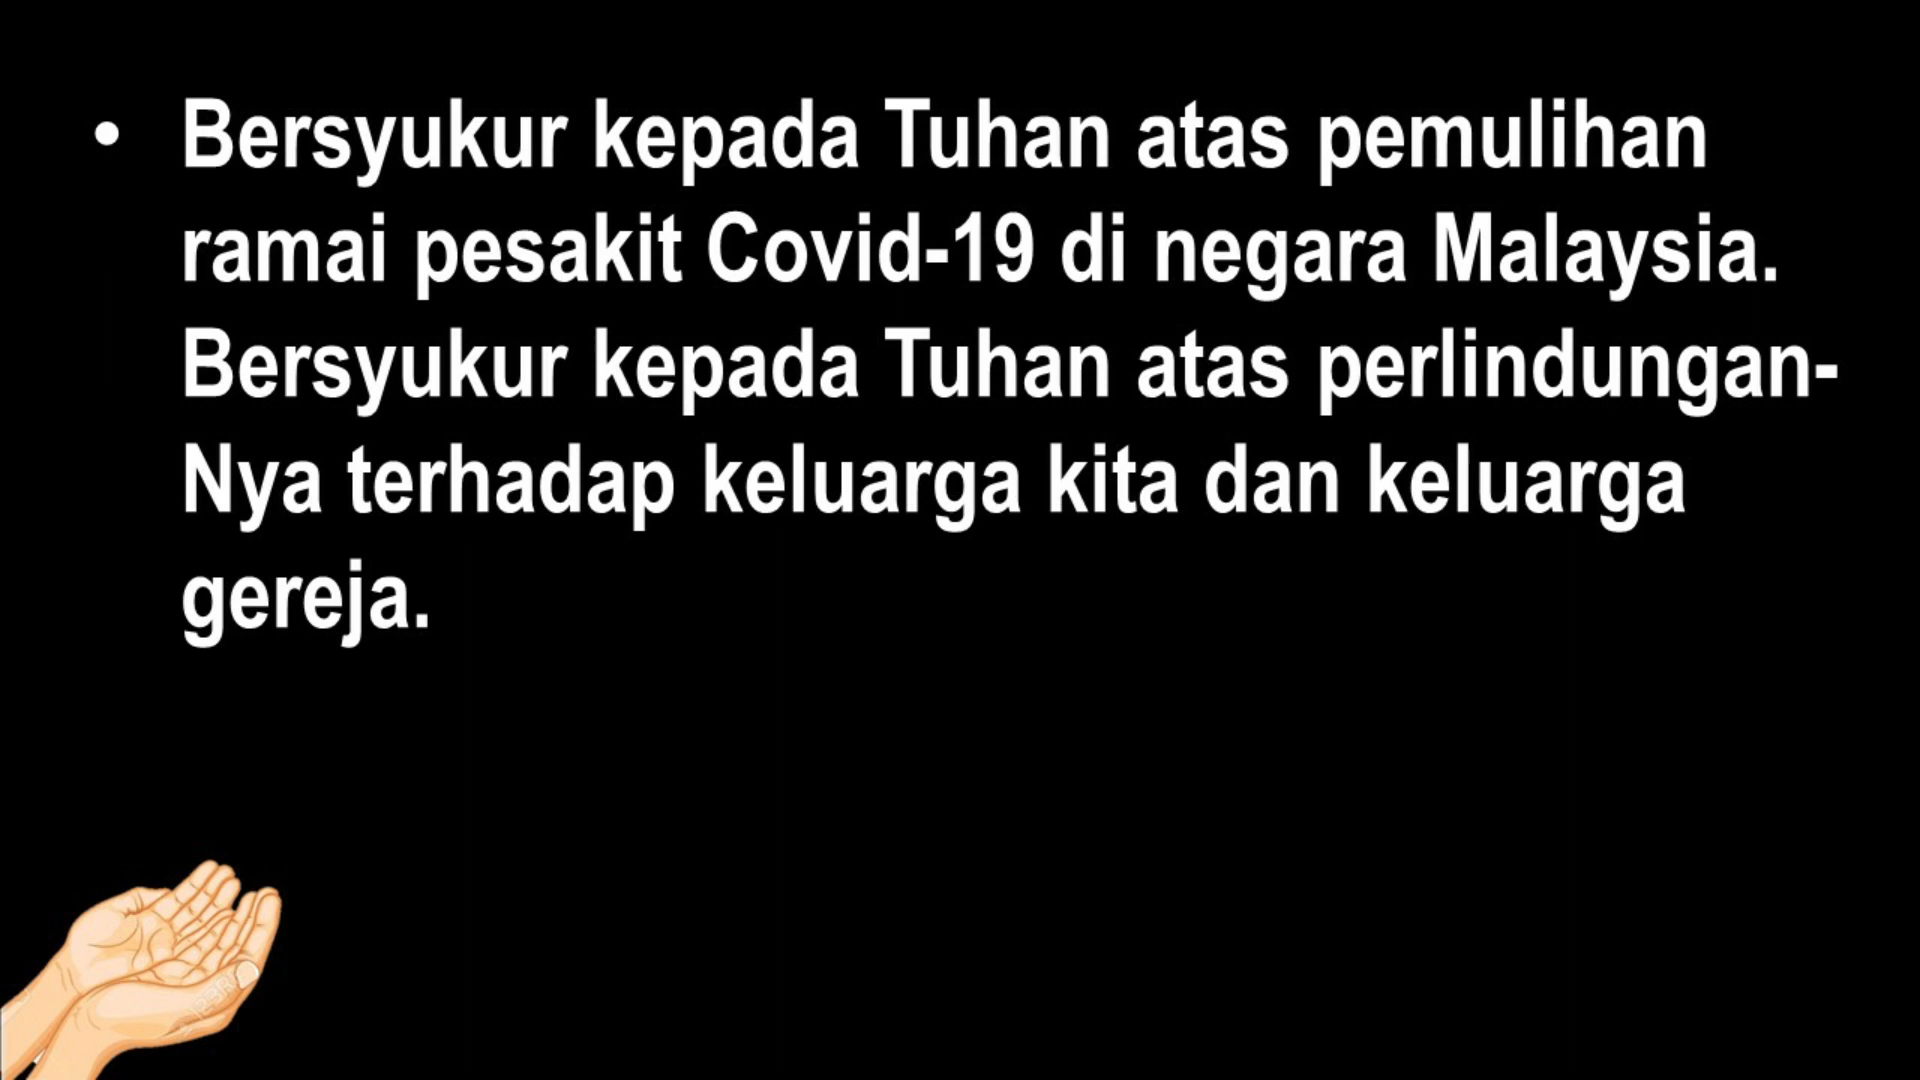 • Bersyukur kepada Tuhan atas pemulihan
ramai pesakit Covid-19 di negara Malaysia.
Bersyukur kepada Tuhan atas perlindungan-
Nya terhadap keluarga kita dan keluarga
gereja.